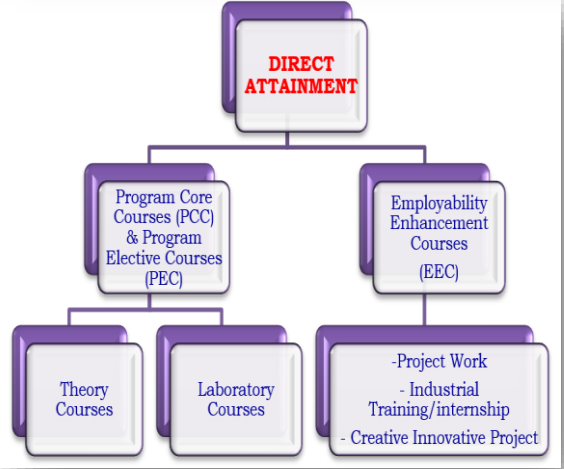 DIRECT
ATTAINMENT
Program Core
Courses (PCC)
& Program
Elective Courses
(PEC)
Employability
Enhancement
Courses
(EEC)
Theory
Courses
Laboratory
Courses
-Project Work
- Industrial
Training/internship
- Creative Innovative Project